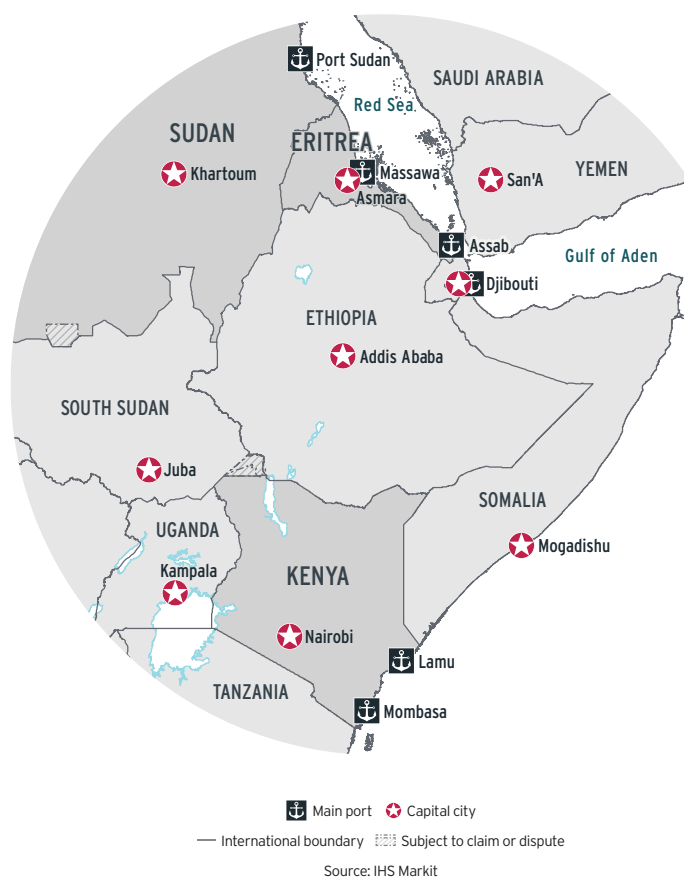 Port Sudan
SAUDI ARABIA
Red Sea
SUDAN
ERITREA
Khartoum
Massawa
San'A
YEMEN
Asmara
Assab
Gulf of Aden
Djibouti
ETHIOPIA
Addis Ababa
SOUTH SUDAN
Juba
SOMALIA
UGANDA
Mogadishu
Kampala
KENYA
Nairobi
Lamu
TANZANIA
Mombasa
Main port
Capital city
International boundary
Subject to claim or dispute
Source: IHS Markit